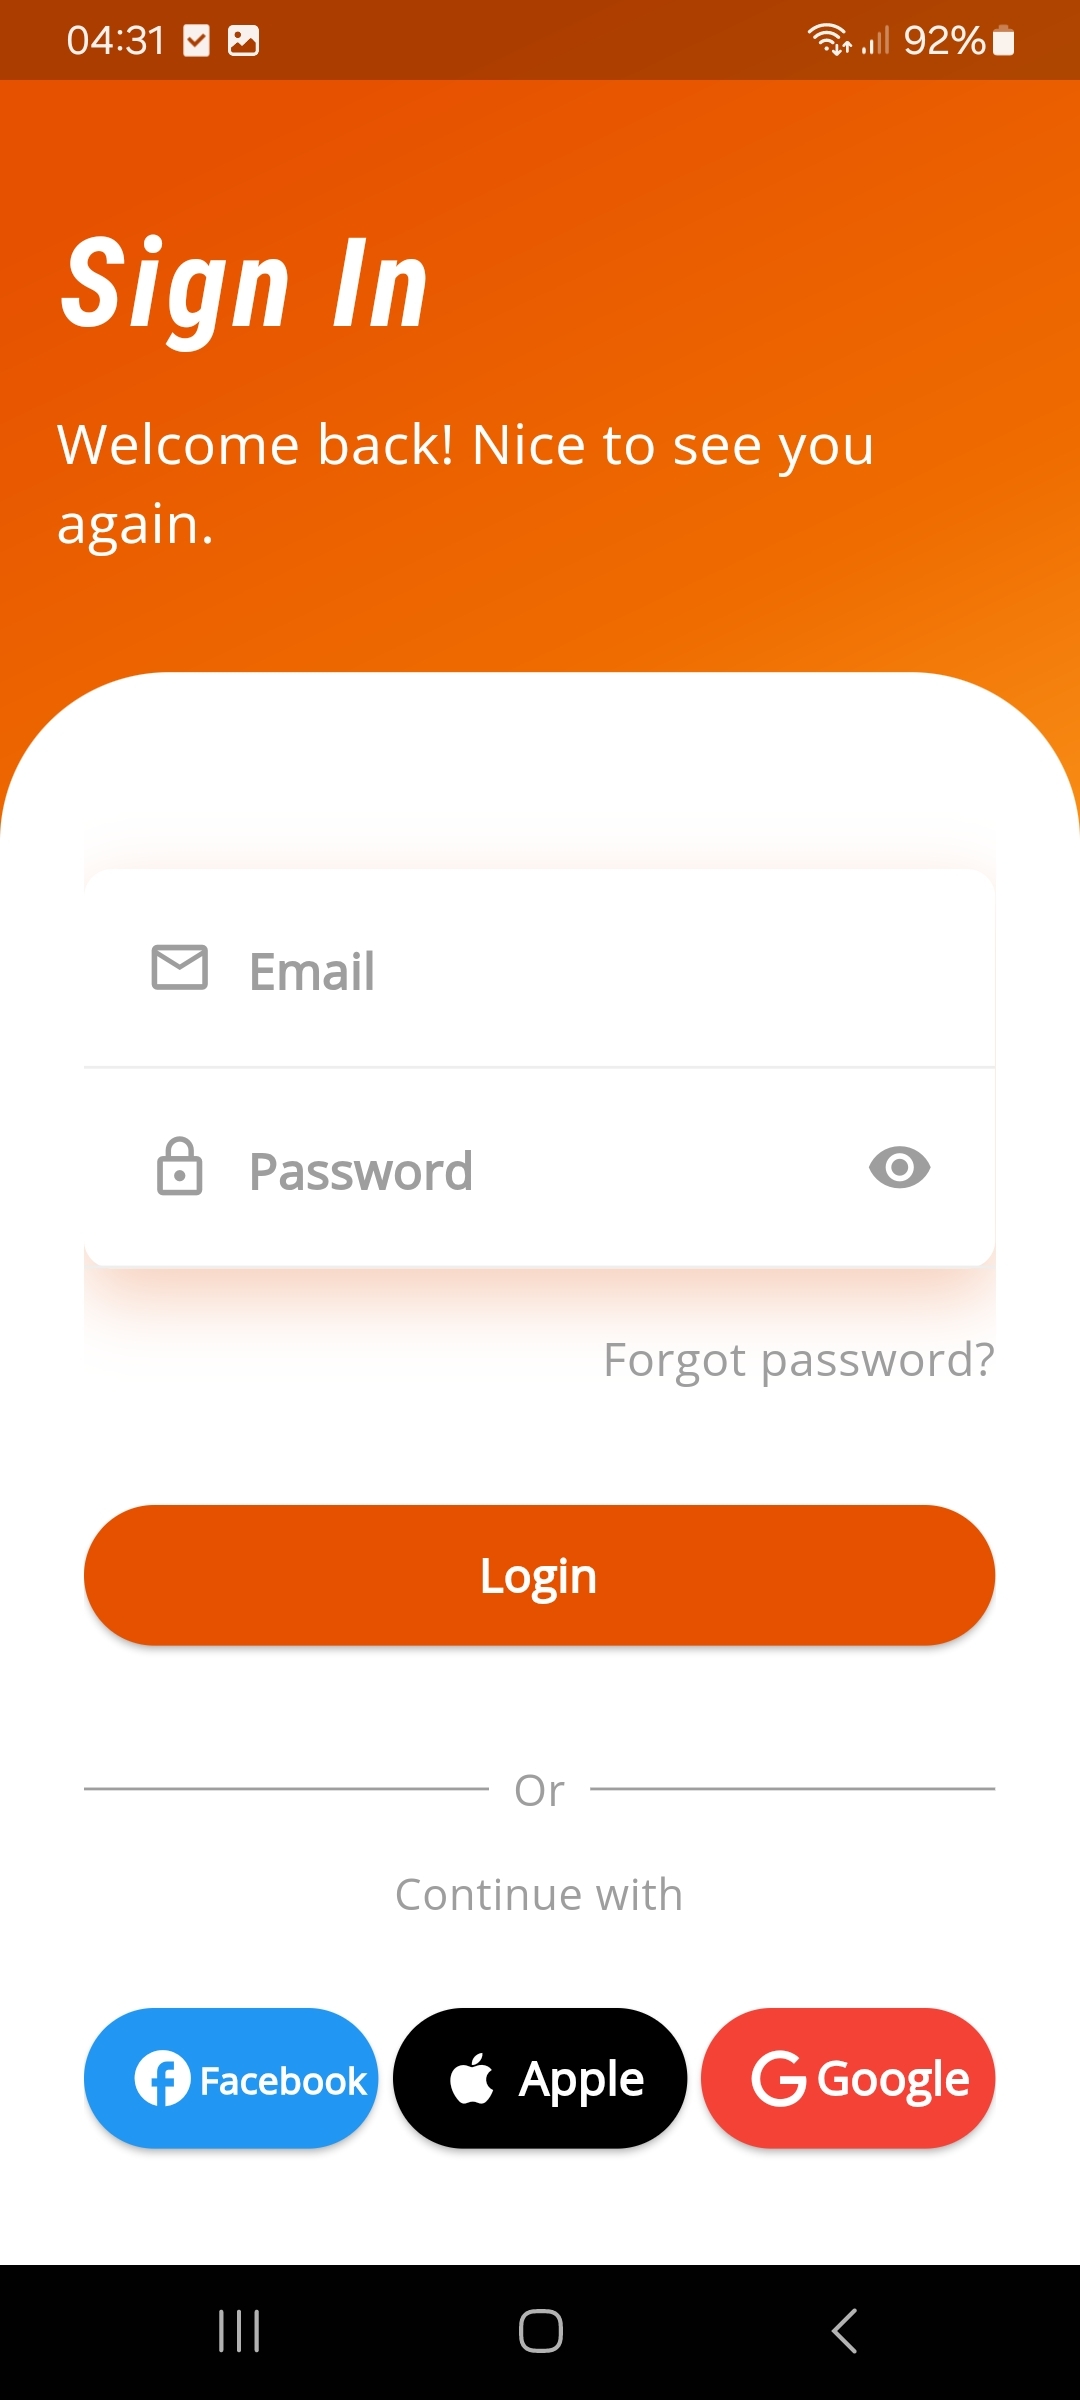 04:31 92%
Sign In
Welcome back! Nice to see you
again.
Email
Password
Forgot password?
Login
Or
Continue with
Facebook Apple Google